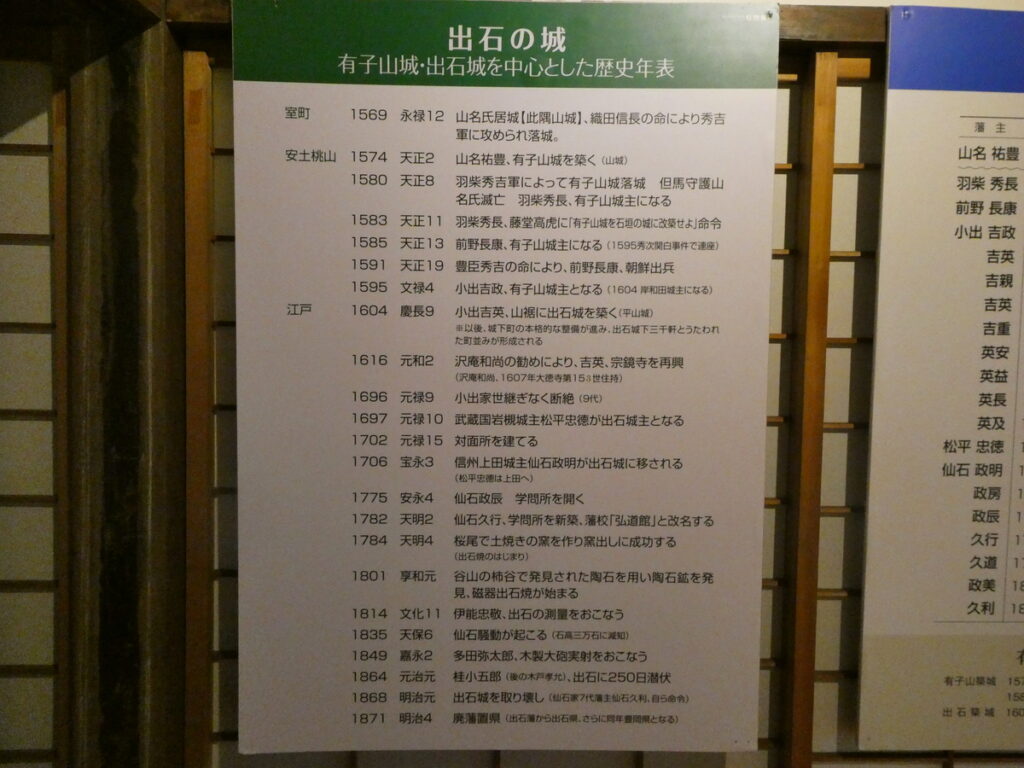 出石の城
有子山城・出石城を中心とした歴史年表
室町 1569 永禄12 山名氏居城【此隅山城】、織田信長の命により秀吉
軍に攻められ落城。
安土桃山 1574 天正2 山名祐豊、有子山城を築く(山城)
1580 天正8 羽柴秀吉軍によって有子山城落城 但馬守護山
名氏滅亡 羽柴秀長、有子山城主になる
1583 天正11 羽柴秀長、藤堂高虎に「有子山城を石垣の城に改築せよ」命令
1585 天正13 前野長康、有子山城主になる(1595秀次関白事件で連座)
1591 天正19 豊臣秀吉の命により、前野長康、朝鮮出兵
1595 文禄4 小出吉政、有子山城主となる(1604 岸和田城主になる)
江戸 1604 慶長9 小出吉英、山裾に出石城を築く(平山城)
※以後、城下町の本格的な整備が進み、出石城下三千軒とうたわれ
た町並みが形成される
1616 元和2 沢庵和尚の勧めにより、吉英、宗鏡寺を再興
(沢庵和尚、1607年大徳寺第153世住持)
1696 元禄9 小出家世継ぎなく断絶(9代)
1697 元禄10 武蔵国岩槻城主松平忠徳が出石城主となる
1702 元禄15 対面所を建てる
1706 宝永3 信州上田城主仙石政明が出石城に移される
(松平忠徳は上田へ)
1775 安永4 仙石政辰 学問所を開く
1782 天明2 仙石久行、学問所を新築、藩校「弘道館」と改名する
1784 天明4 桜尾で土焼きの窯を作り窯出しに成功する
(出石焼のはじまり)
1801 享和元 谷山の柿谷で発見された陶石を用い陶石鉱を発
見、磁器出石焼が始まる
1814 文化11 伊能忠敬、出石の測量をおこなう
1835 天保6 仙石騒動が起こる(石高三万石に減知)
1849 嘉永2 多田弥太郎、木製大砲実射をおこなう
1864 元治元 桂小五郎(後の木戸孝允)、出石に250日潜伏
1868 明治元 出石城を取り壊し(仙石家7代藩主仙石久利、自ら命令)
1871 明治4 廃藩置県(出石藩から出石県、さらに同年豊岡県となる)
藩主
山名 祐豊
羽柴 秀長
前野 長康
小出 吉政
吉英
吉親
吉英
吉重
英安
英益
英長
英及
松平 忠徳
仙石 政明
政房
政辰
久行
久道
政美
久利
有子山築城
出石築城